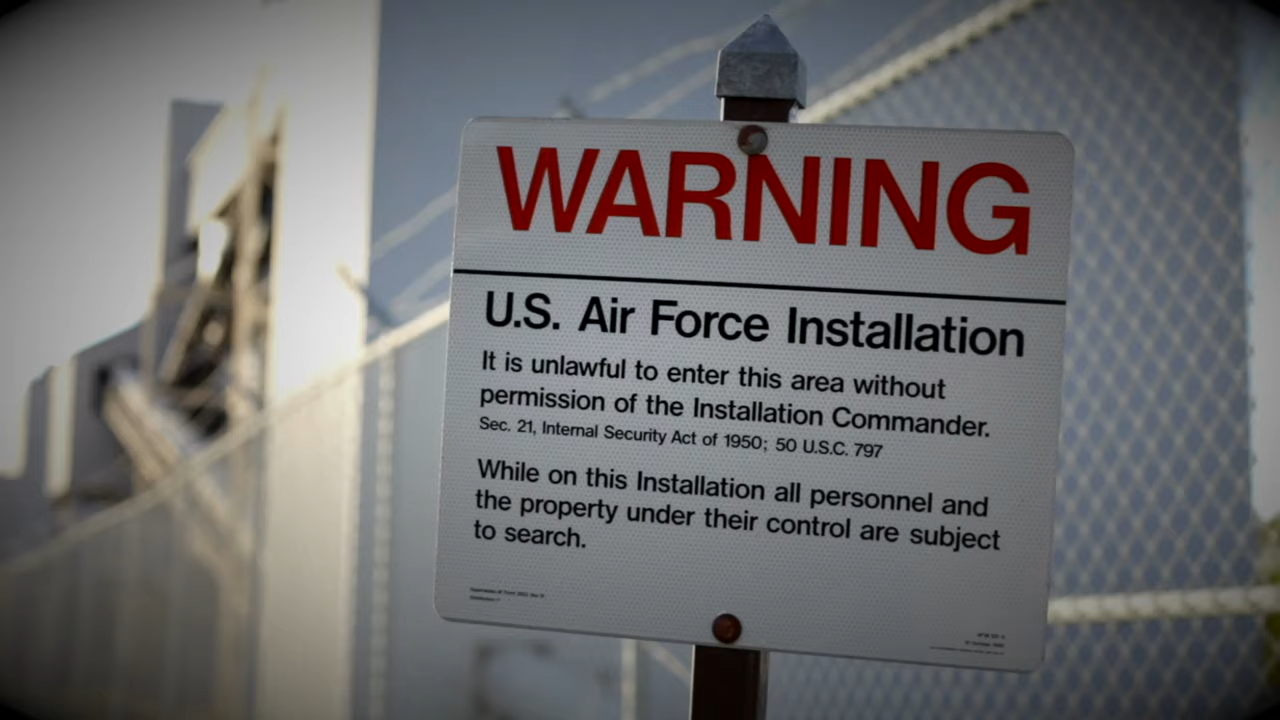 WARNING
U.S. Air Force Installation
It is unlawful to enter this area without
permission of the Installation Commander.
Sec. 21, Internal Security Act of 1950; 50 U.S.C. 797
While on this Installation all personnel and
the property under their control are subject
to search.